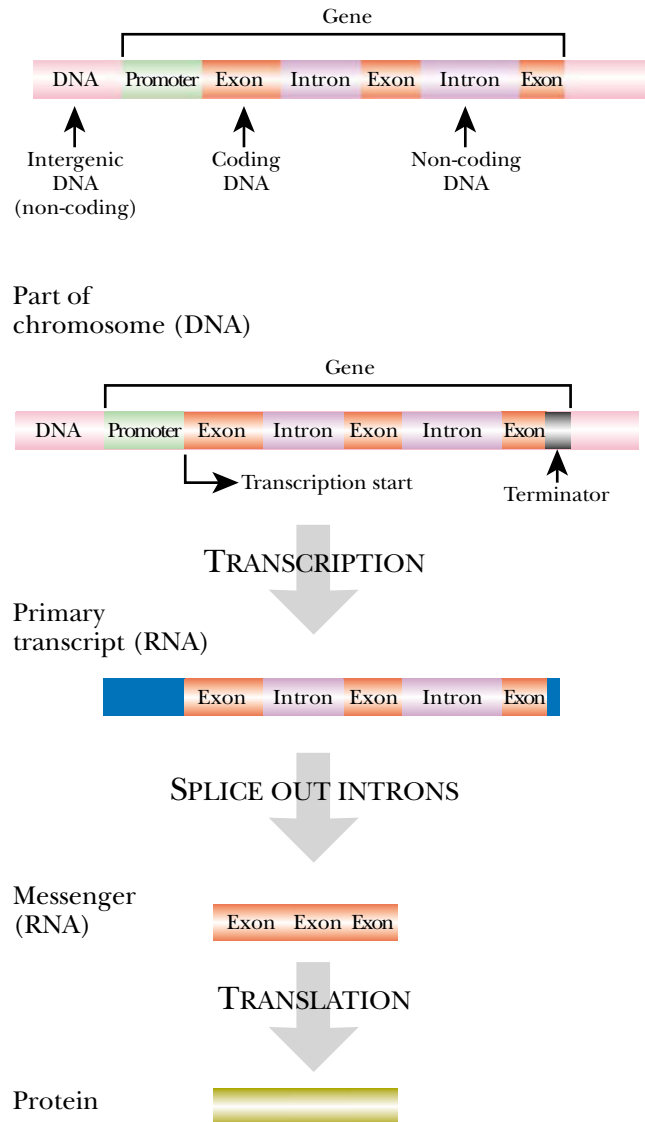 Gene
DNA Promoter Exon Intron Exon Intron Exon
Intergenic DNA (non-coding)
Coding DNA
Non-coding DNA
Part of
chromosome (DNA)
Gene
DNA Promoter Exon Intron Exon Intron Exon
Transcription start
Terminator
TRANSCRIPTION
Primary
transcript (RNA)
Exon Intron Exon Intron Exon
SPLICE OUT INTRONS
Messenger
(RNA)
Exon Exon Exon
TRANSLATION
Protein